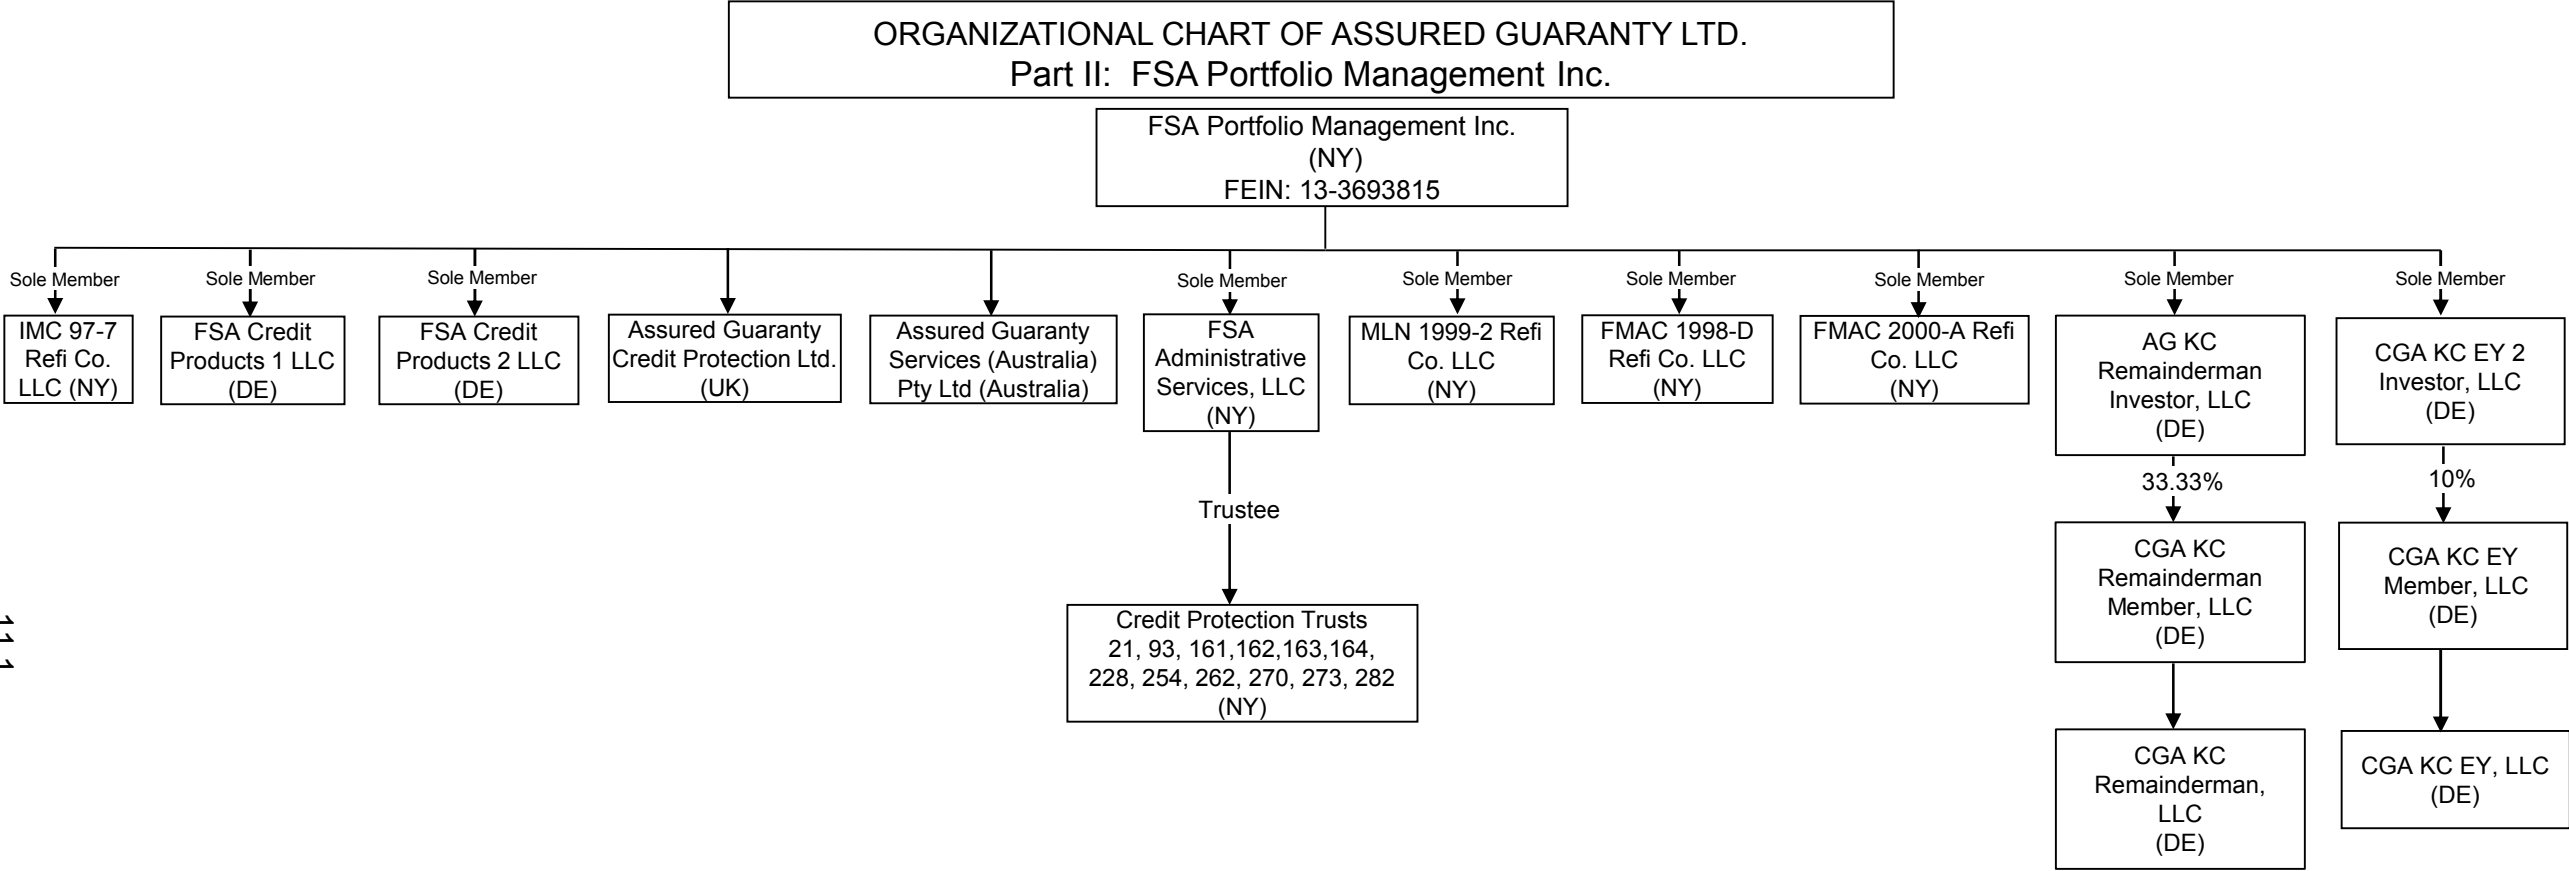 ORGANIZATIONAL CHART OF ASSURED GUARANTY LTD.
Part II: FSA Portfolio Management Inc.
FSA Portfolio Management Inc.
(NY)
FEIN: 13-3693815
Sole Member
Sole Member
Sole Member
Sole Member
Sole Member
Sole Member
Sole Member
Sole Member
Sole Member
IMC 97-7
Refi Co.
LLC (NY)
FSA Credit
Products 1 LLC
(DE)
FSA Credit
Products 2 LLC
(DE)
Assured Guaranty
Credit Protection Ltd.
(UK)
Assured Guaranty
Services (Australia)
Pty Ltd (Australia)
FSA
Administrative
Services, LLC
(NY)
MLN 1999-2 Refi
Co. LLC
(NY)
FMAC 1998-D
Refi Co. LLC
(NY)
FMAC 2000-A Refi
Co. LLC
(NY)
AG KC
Remainderman
Investor, LLC
(DE)
CGA KC EY 2
Investor, LLC
(DE)
Trustee
33.33%
10%
Credit Protection Trusts
21, 93, 161,162,163,164,
228, 254, 262, 270, 273, 282
(NY)
CGA KC
Remainderman
Member, LLC
(DE)
CGA KC EY
Member, LLC
(DE)
CGA KC
Remainderman,
LLC
(DE)
CGA KC EY, LLC
(DE)